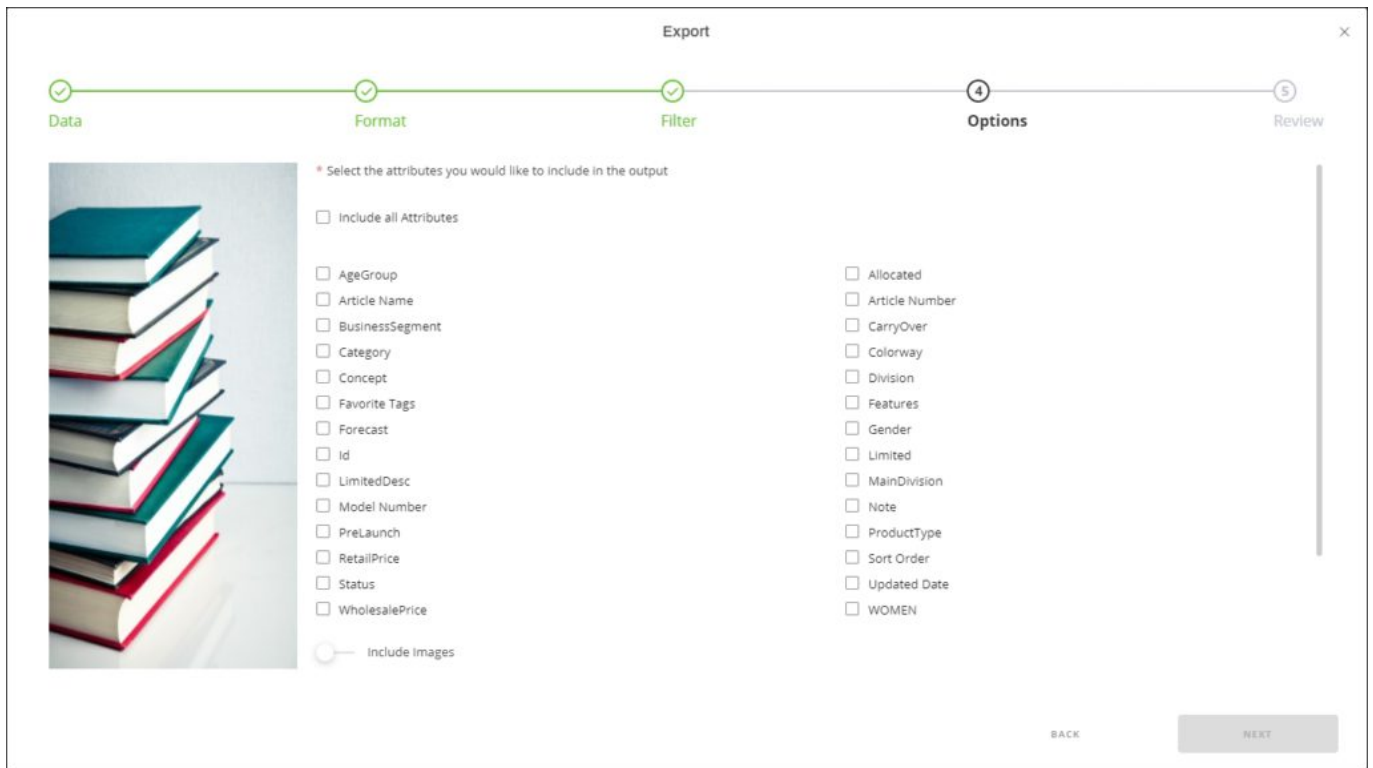 Export
4
5
Data
Format
Filter
Options
Review
* Select the attributes you would like to include in the output
Include all Attributes
AgeGroup
Allocated
Article Name
Article Number
BusinessSegment
CarryOver
Category
Colorway
Concept
Division
Favorite Tags
Features
Forecast
Gender
Id
Limited
LimitedDesc
MainDivision
Model Number
Note
PreLaunch
ProductType
RetailPrice
Sort Order
Status
Updated Date
WholesalePrice
WOMEN
Include Images
BACK
NEXT